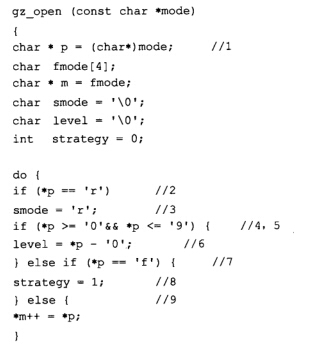 gz_open (const char *mode)
{
char * p = (char*)mode; //1
char fmode[4];
char * m = fmode;
char smode = '\0';
char level = '\0';
int strategy = 0;
do {
if (*p == 'r') //2
smode = 'r'; //3
if (*p >= '0'&& *p <= '9') { //4, 5
level = *p - '0'; //6
} else if (*p == 'f') { //7
strategy = 1; //8
} else { //9
*m++ = *p;
}